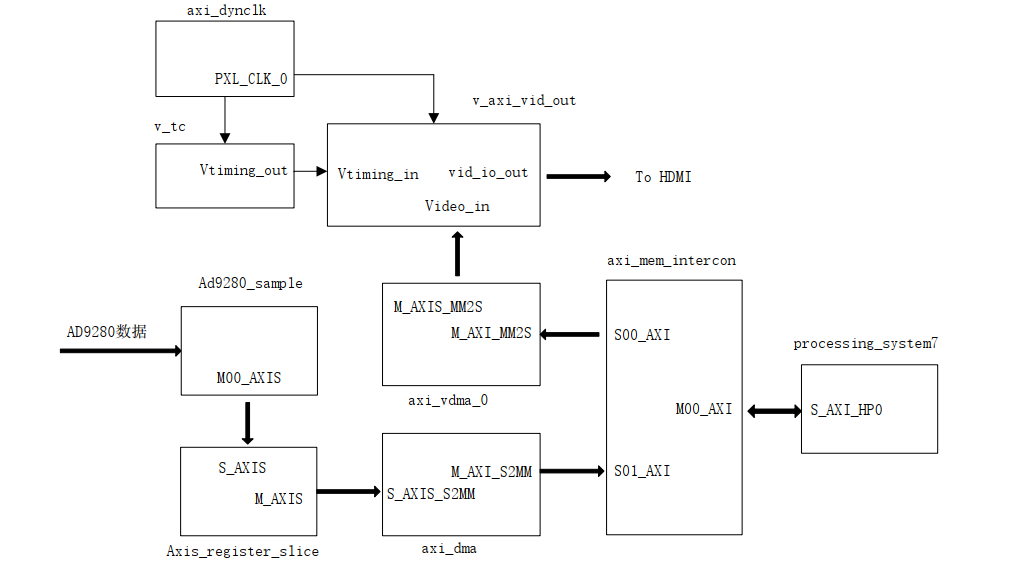 axi_dynclk
PXL_CLK_0
v_axi_vid_out
v_tc
Vtiming_out
Vtiming_in
vid_io_out
To HDMI
Video_in
axi_mem_intercon
Ad9280_sample
M_AXIS_MM2S
AD9280数据
M_AXI_MM2S
S00_AXI
processing_system7
M00_AXIS
axi_vdma_0
M00_AXI
S_AXI_HP0
S_AXIS
M_AXI_S2MM
S01_AXI
M_AXIS
S_AXIS_S2MM
Axis_register_slice
axi_dma